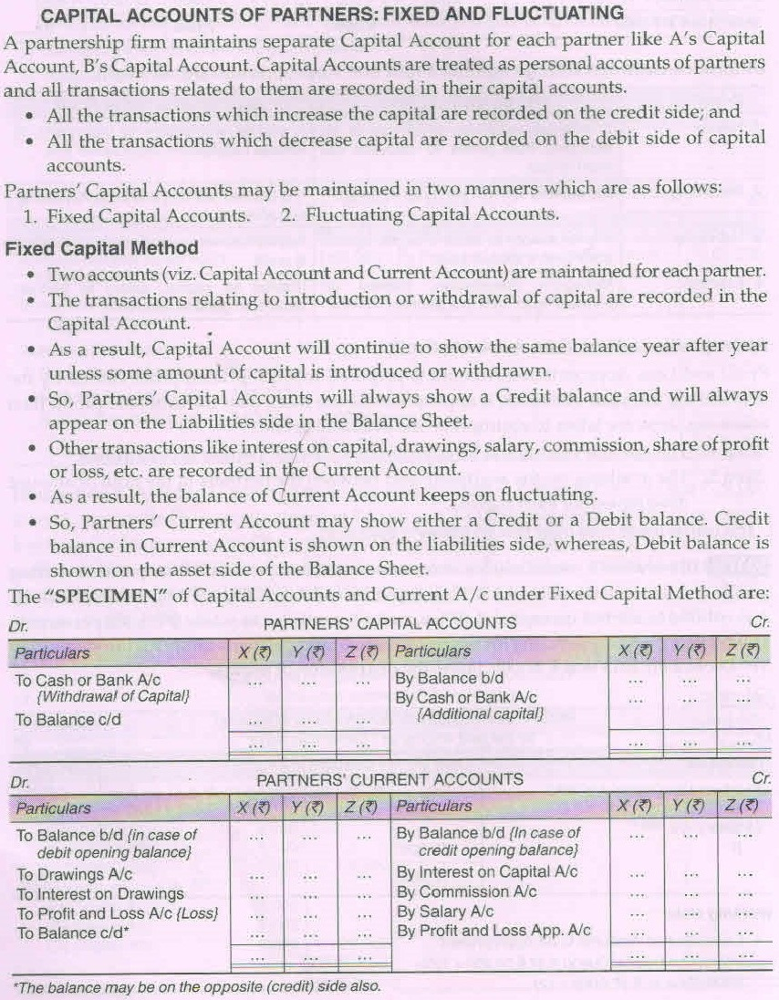 CAPITAL ACCOUNTS OF PARTNERS: FIXED AND FLUCTUATING
A partnership firm maintains separate Capital Account for each partner like A's Capital
Account, B's Capital Account. Capital Accounts are treated as personal accounts of partners
and all transactions related to them are recorded in their capital accounts.
• All the transactions which increase the capital are recorded on the credit side; and
• All the transactions which decrease capital are recorded on the debit side of capital
accounts.
Partners' Capital Accounts may be maintained in two manners which are as follows:
1. Fixed Capital Accounts. 2. Fluctuating Capital Accounts.
Fixed Capital Method
• Two accounts (viz. Capital Account and Current Account) are maintained for each partner.
• The transactions relating to introduction or withdrawal of capital are recorded in the
Capital Account.
• As a result, Capital Account will continue to show the same balance year after year
unless some amount of capital is introduced or withdrawn.
• So, Partners' Capital Accounts will always show a Credit balance and will always
appear on the Liabilities side in the Balance Sheet.
• Other transactions like interest on capital, drawings, salary, commission, share of profit
or loss, etc. are recorded in the Current Account.
• As a result, the balance of Current Account keeps on fluctuating.
• So, Partners' Current Account may show either a Credit or a Debit balance. Credit
balance in Current Account is shown on the liabilities side, whereas, Debit balance is
shown on the asset side of the Balance Sheet.
The "SPECIMEN" of Capital Accounts and Current A/c under Fixed Capital Method are:
Dr. PARTNERS' CAPITAL ACCOUNTS Cr.
Particulars X (₹) Y (₹) Z (₹) Particulars X (₹) Y (₹) Z (₹)
To Cash or Bank A/c ... ... ... By Balance b/d ... ... ...
{Withdrawal of Capital} By Cash or Bank A/c ... ... ...
To Balance c/d ... ... ... {Additional capital}
... ... ... ... ... ...
Dr. PARTNERS' CURRENT ACCOUNTS Cr.
Particulars X (₹) Y (₹) Z (₹) Particulars X (₹) Y (₹) Z (₹)
To Balance b/d {in case of ... ... ... By Balance b/d {In case of ... ... ...
debit opening balance} credit opening balance}
To Drawings A/c ... ... ... By Interest on Capital A/c ... ... ...
To Interest on Drawings ... ... ... By Commission A/c ... ... ...
To Profit and Loss A/c {Loss} ... ... ... By Salary A/c ... ... ...
To Balance c/d* ... ... ... By Profit and Loss App. A/c ... ... ...
... ... ... ... ... ...
*The balance may be on the opposite (credit) side also.